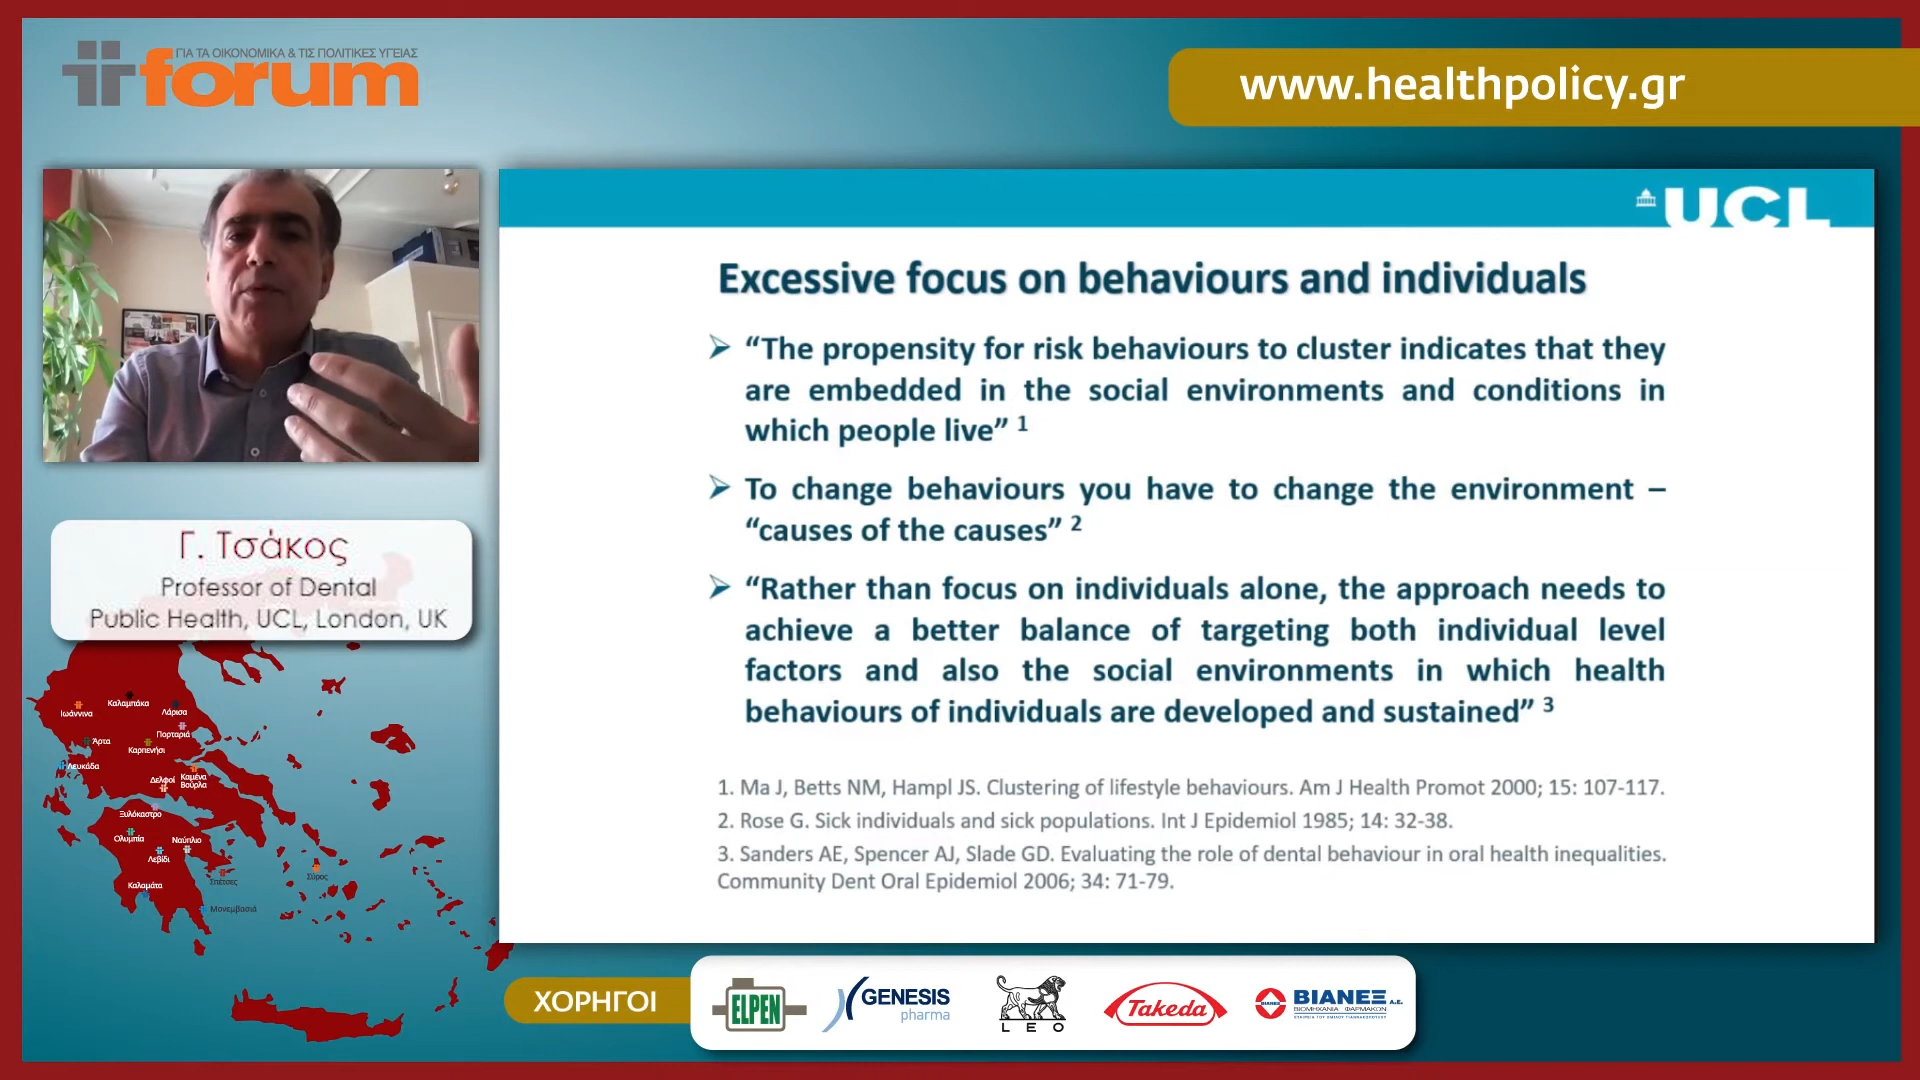 ΓΙΑ ΤΑ ΟΙΚΟΝΟΜΙΚΑ & ΤΙΣ ΠΟΛΙΤΙΚΕΣ ΥΓΕΙΑΣ
forum
www.healthpolicy.gr
UCL
Excessive focus on behaviours and individuals
“The propensity for risk behaviours to cluster indicates that they
are embedded in the social environments and conditions in
which people live” 1
To change behaviours you have to change the environment –
“causes of the causes” 2
“Rather than focus on individuals alone, the approach needs to
achieve a better balance of targeting both individual level
factors and also the social environments in which health
behaviours of individuals are developed and sustained” 3
1. Ma J, Betts NM, Hampl JS. Clustering of lifestyle behaviours. Am J Health Promot 2000; 15: 107-117.
2. Rose G. Sick individuals and sick populations. Int J Epidemiol 1985; 14: 32-38.
3. Sanders AE, Spencer AJ, Slade GD. Evaluating the role of dental behaviour in oral health inequalities.
Community Dent Oral Epidemiol 2006; 34: 71-79.
Γ. Τσάκος
Professor of Dental
Public Health, UCL, London, UK
Καλαμπάκα
Ιωάννινα
Λάρισα
Πορταριά
Άρτα
Καρπενήσι
Λευκάδα
Δελφοί
Καμένα
Βούρλα
Ξυλόκαστρο
Ολυμπία
Ναύπλιο
Λεβίδι
Σπέτσες
Σύρος
Καλαμάτα
Μονεμβασιά
ΧΟΡΗΓΟΙ
ELPEN
GENESIS
pharma
LEO
Takeda
ΒΙΑΝΕΞ
ΒΙΑΝΕΞ Α.Ε.
ΒΙΟΜΗΧΑΝΙΑ ΦΑΡΜΑΚΩΝ